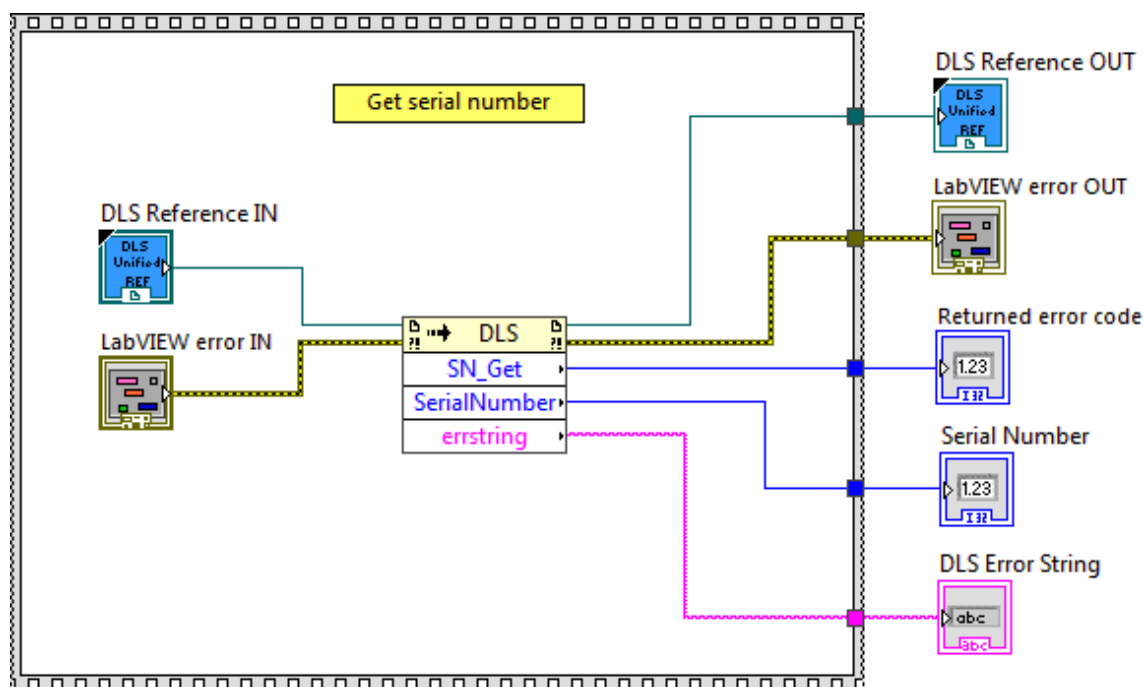 DLS Reference OUT
DLS
Unified
REF
Get serial number
LabVIEW error OUT
?!
DLS Reference IN
DLS
Unified
REF
LabVIEW error IN
?!
?! DLS ?!
SN_Get
SerialNumber
errstring
Returned error code
1.23
I32
Serial Number
1.23
I32
DLS Error String
abc
abc